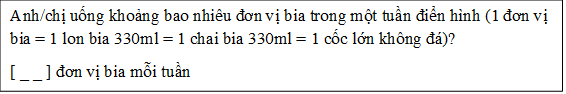 Anh/chị uống khoảng bao nhiêu đơn vị bia trong một tuần điển hình (1 đơn vị
bia = 1 lon bia 330ml = 1 chai bia 330ml = 1 cốc lớn không đá)?
[ _ _ ] đơn vị bia mỗi tuần